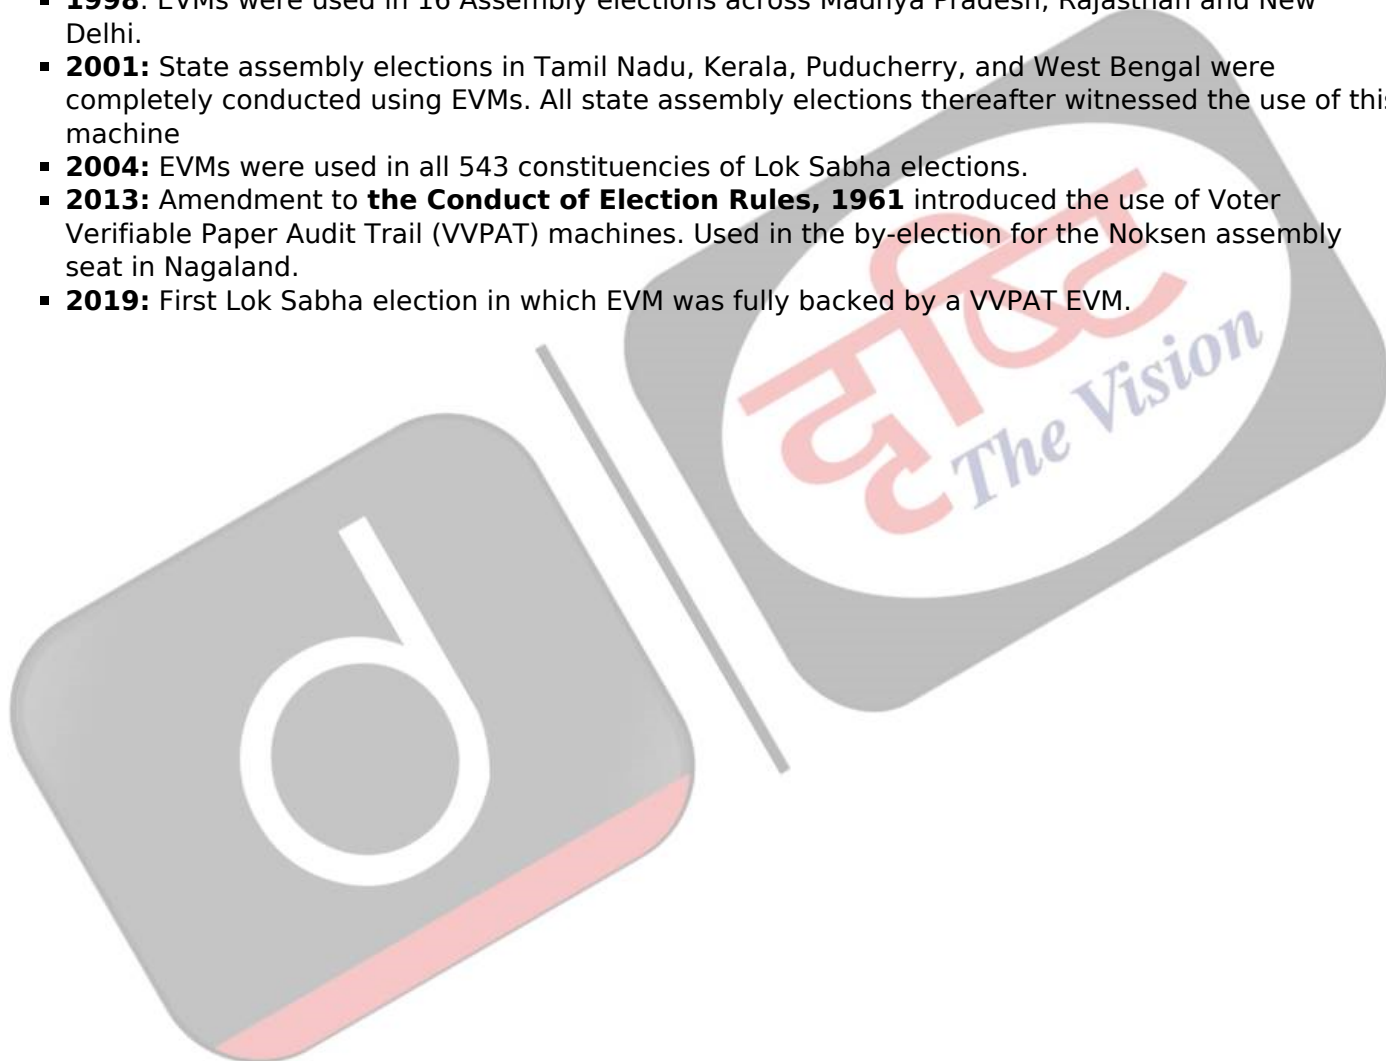 ▪ 1998: EVMs were used in 16 Assembly elections across Madhya Pradesh, Rajasthan and New
Delhi.
▪ 2001: State assembly elections in Tamil Nadu, Kerala, Puducherry, and West Bengal were
completely conducted using EVMs. All state assembly elections thereafter witnessed the use of this
machine
▪ 2004: EVMs were used in all 543 constituencies of Lok Sabha elections.
▪ 2013: Amendment to the Conduct of Election Rules, 1961 introduced the use of Voter
Verifiable Paper Audit Trail (VVPAT) machines. Used in the by-election for the Noksen assembly
seat in Nagaland.
▪ 2019: First Lok Sabha election in which EVM was fully backed by a VVPAT EVM.
दृष्टि
The Vision
d